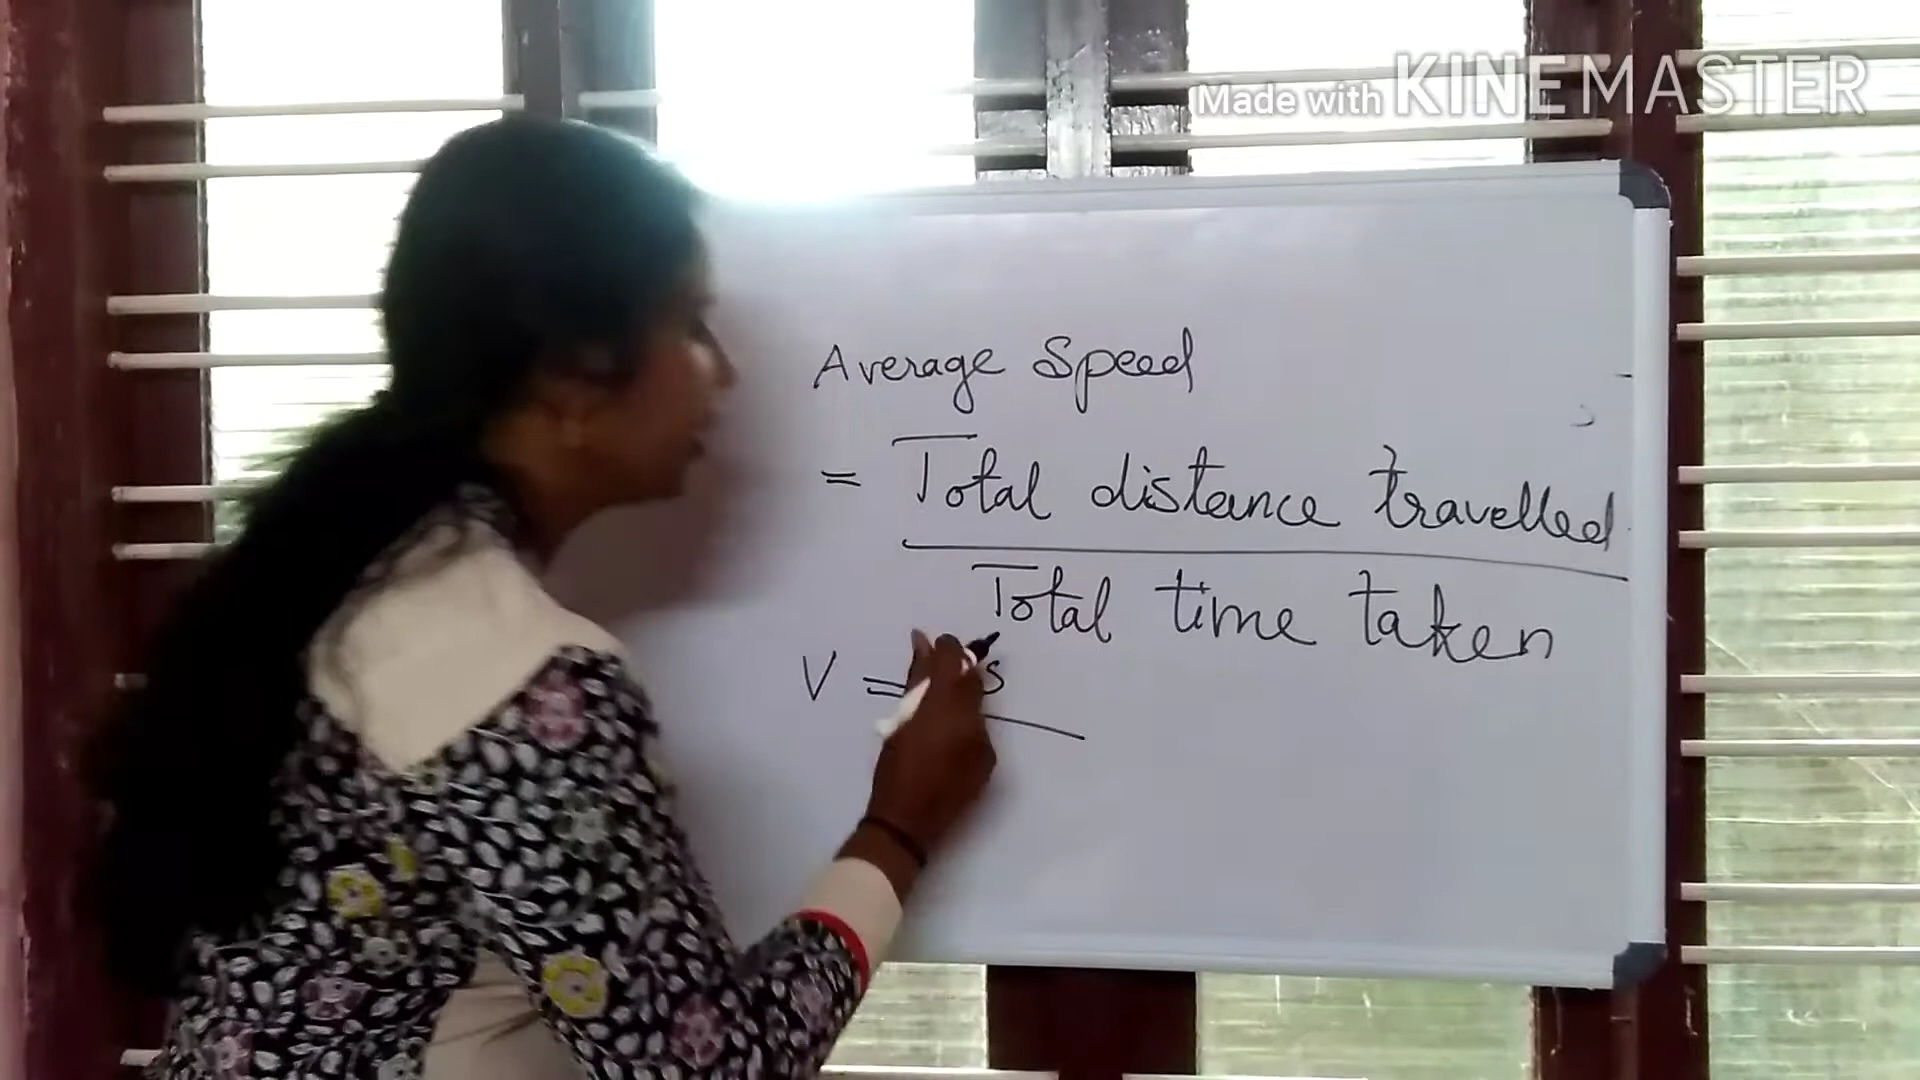 Made with KINEMASTER
Average Speed
= Total distance travelled
Total time taken
V = s